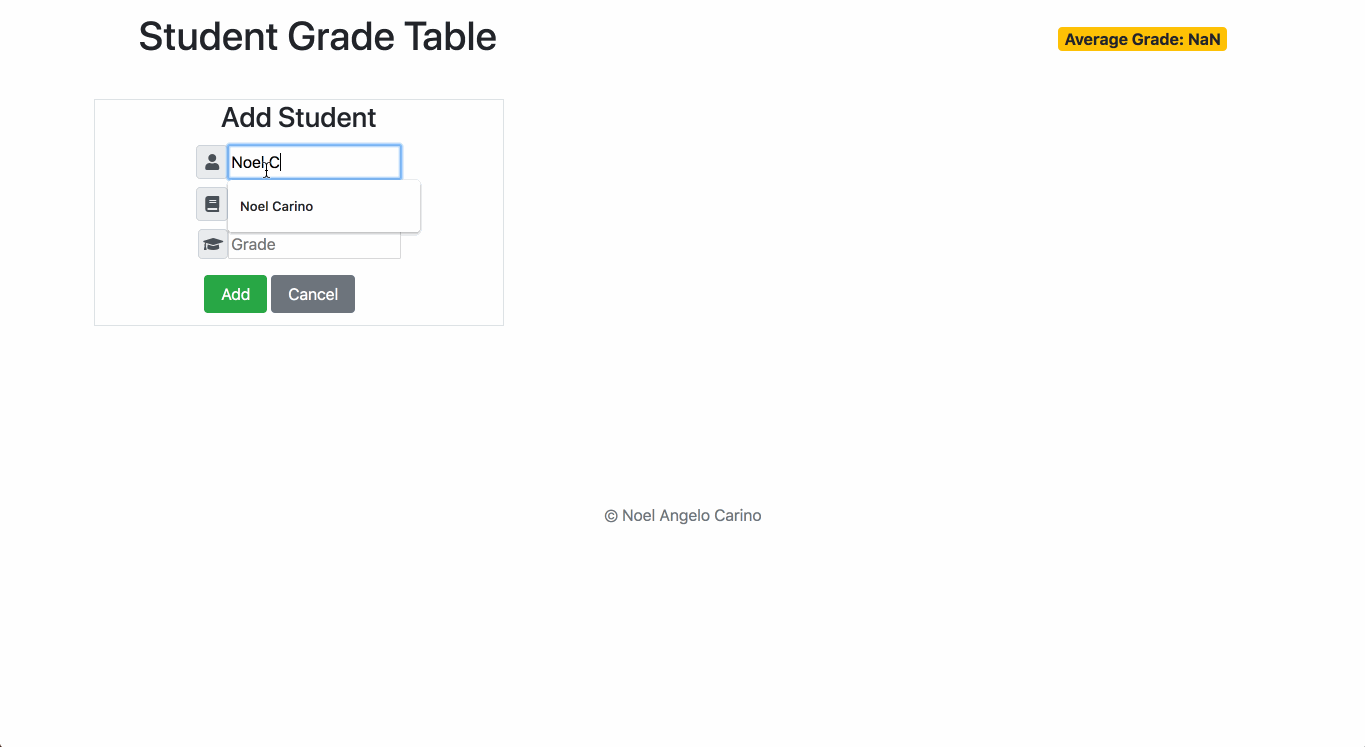 Student Grade Table
Average Grade: NaN
Add Student
Noel C
Noel Carino
Grade
Add Cancel
© Noel Angelo Carino